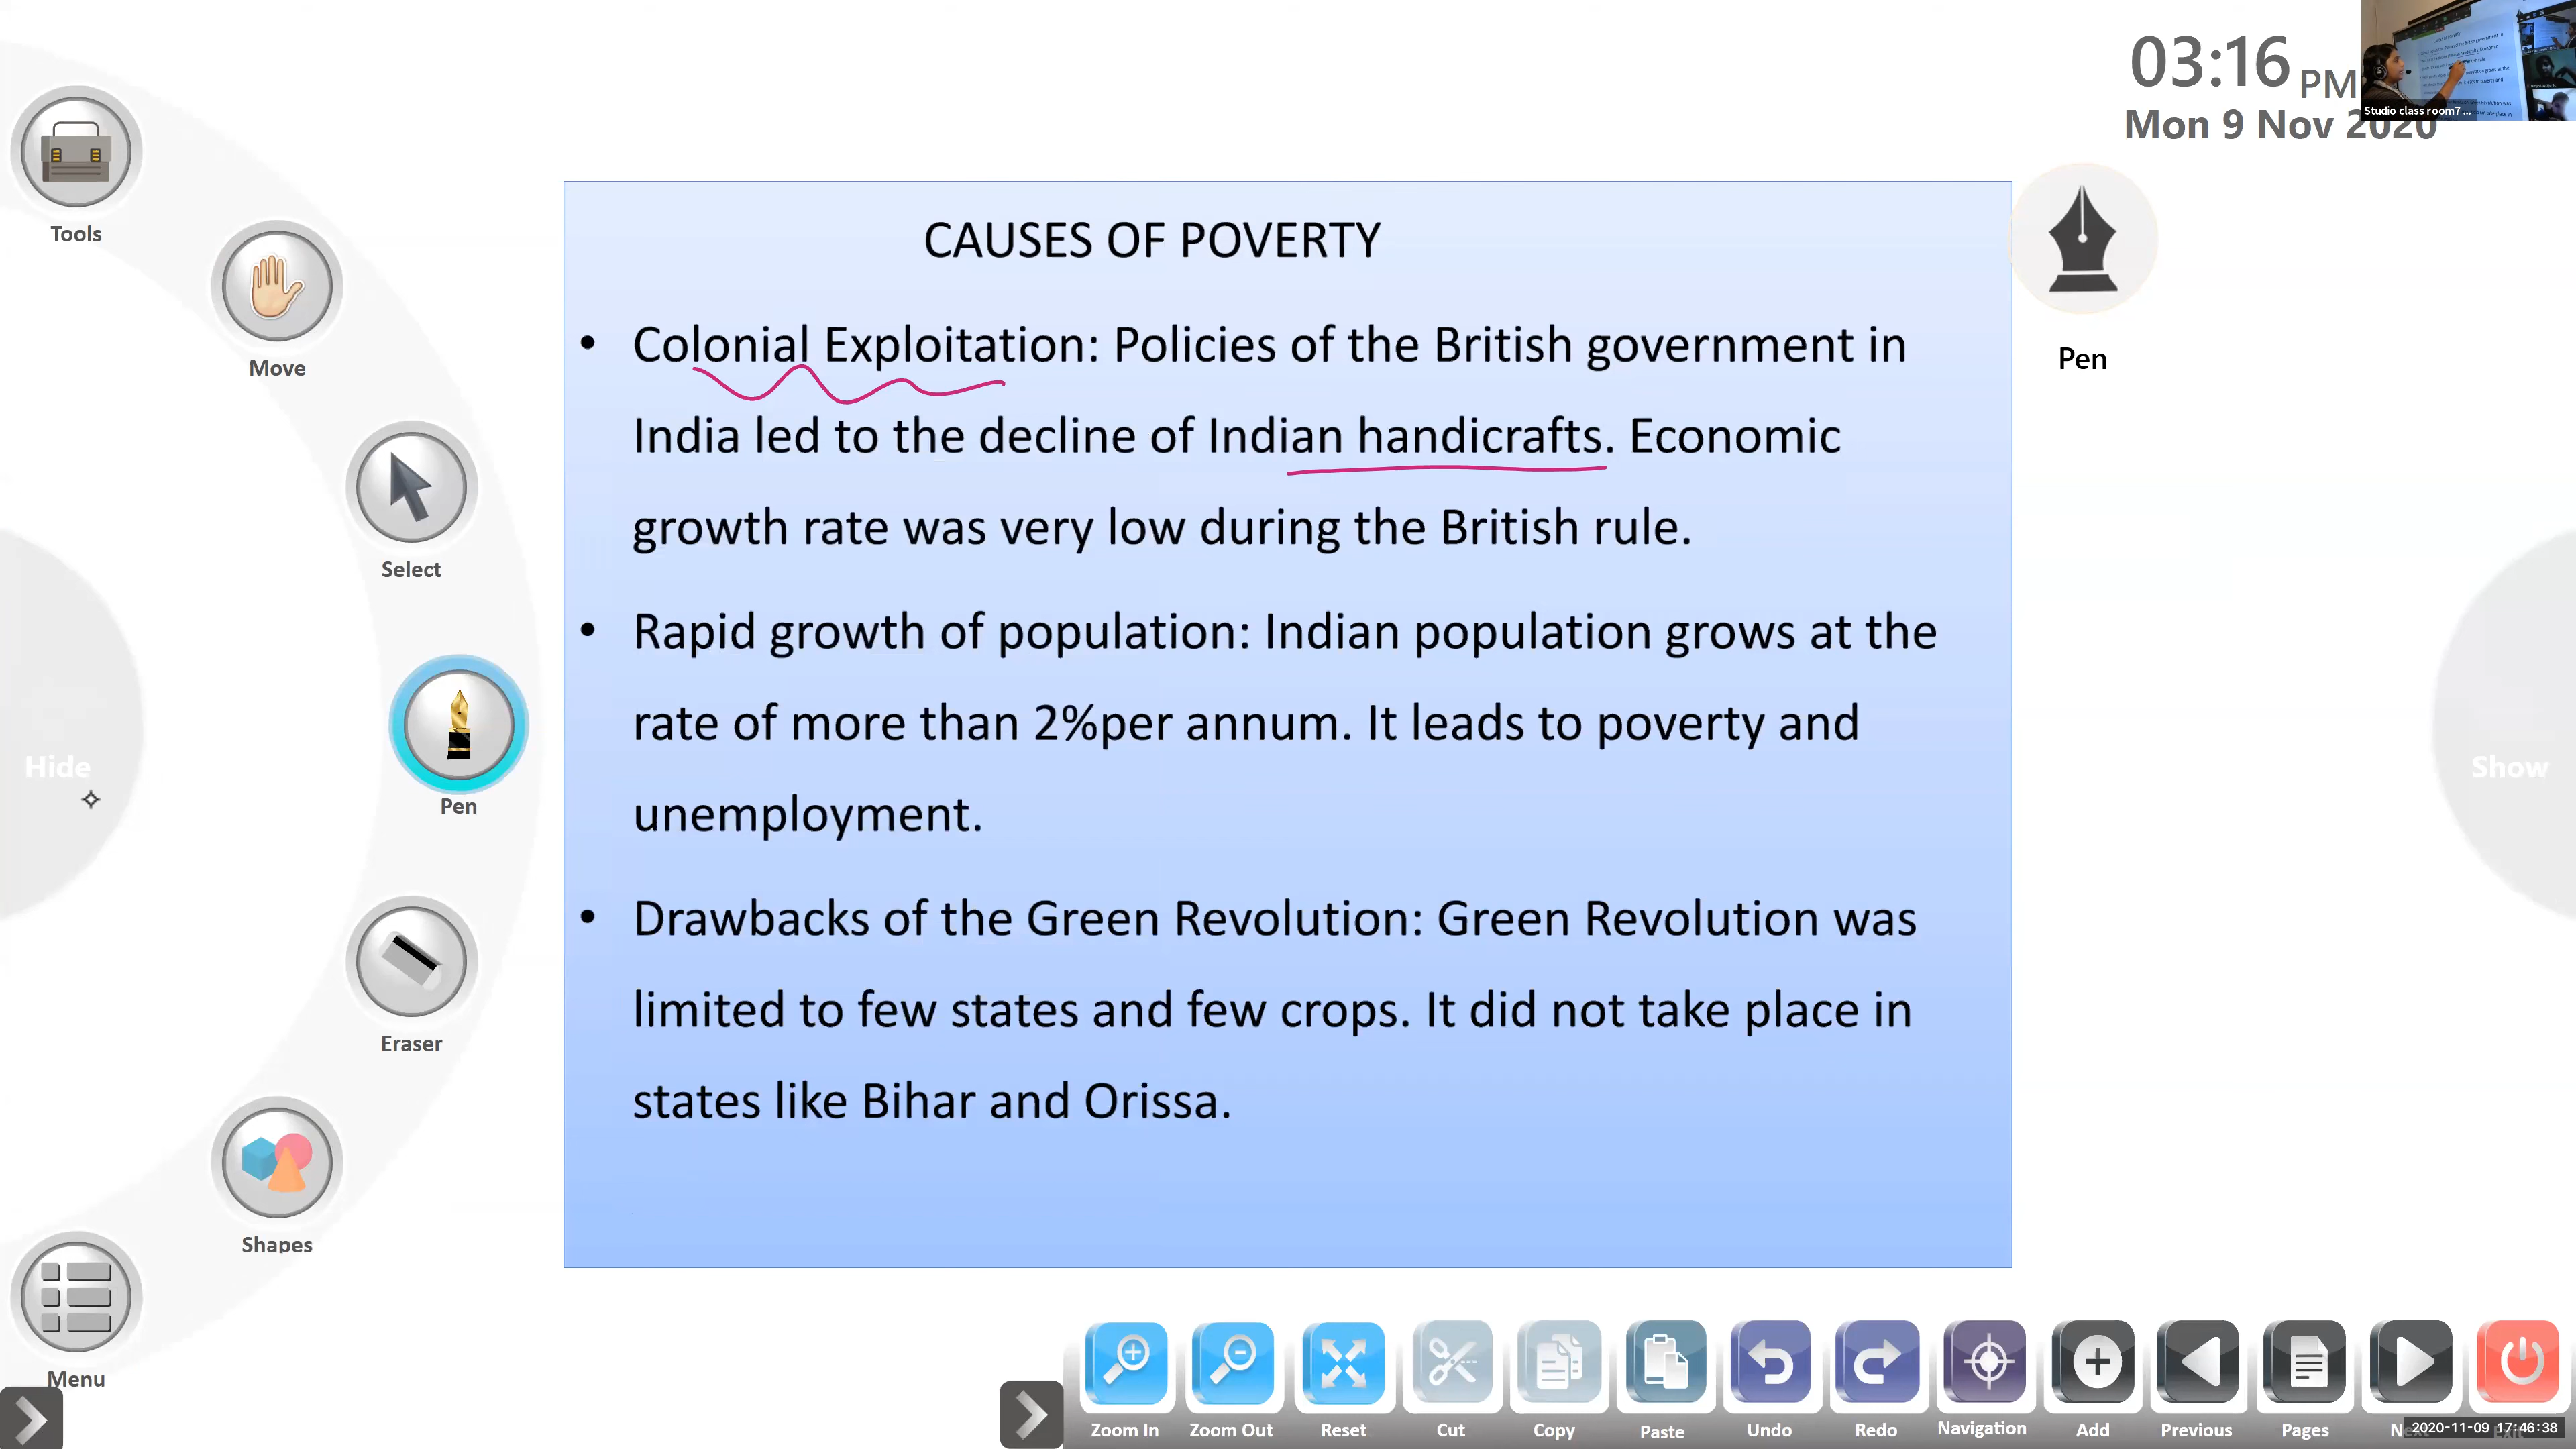 03:16 PM
Mon 9 Nov 2020
Studio class room7 ...
Tools
Move
Select
Pen
Eraser
Shapes
Menu
Hide
CAUSES OF POVERTY
• Colonial Exploitation: Policies of the British government in
India led to the decline of Indian handicrafts. Economic
growth rate was very low during the British rule.
• Rapid growth of population: Indian population grows at the
rate of more than 2%per annum. It leads to poverty and
unemployment.
• Drawbacks of the Green Revolution: Green Revolution was
limited to few states and few crops. It did not take place in
states like Bihar and Orissa.
Pen
Show
Zoom In
Zoom Out
Reset
Cut
Copy
Paste
Undo
Redo
Navigation
Add
Previous
Pages
2020-11-09 17:46:38